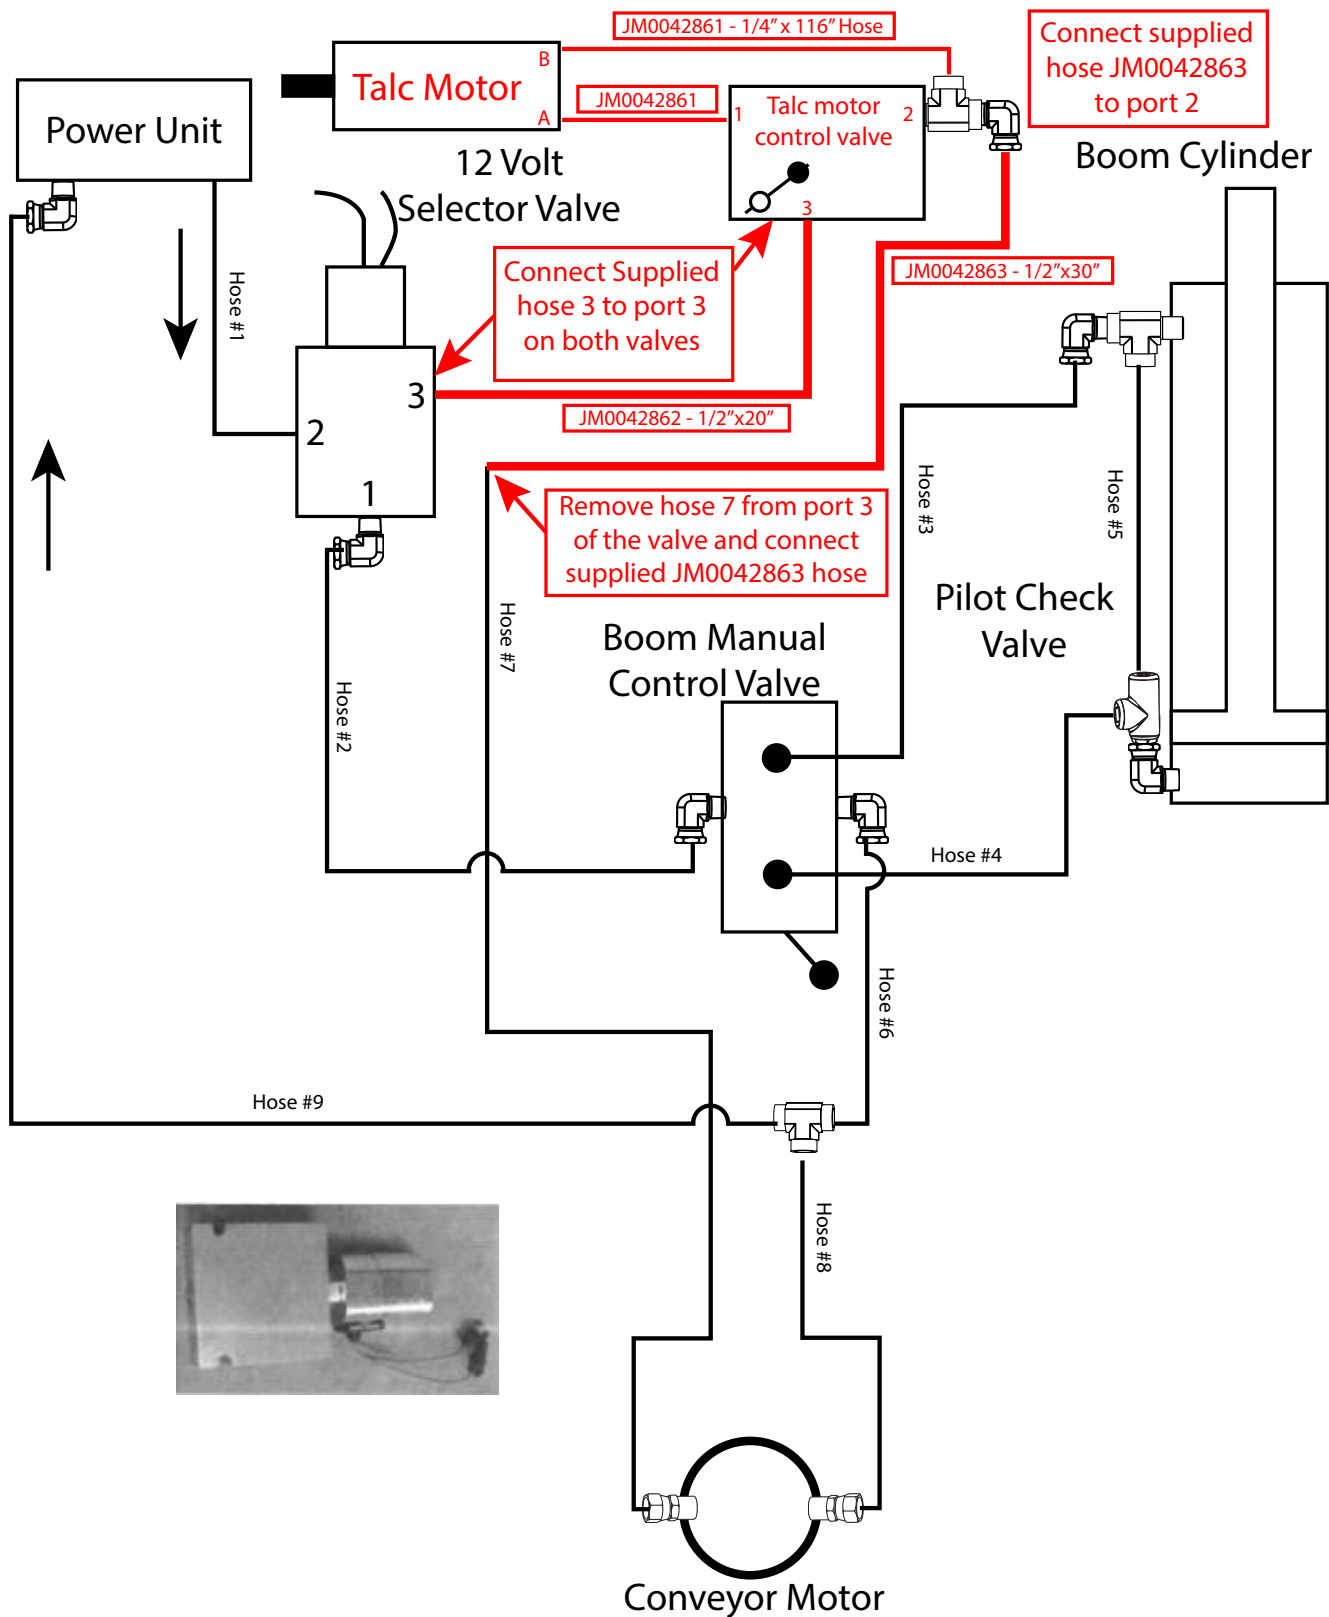 JM0042861 - 1/4" x 116" Hose
Connect supplied
hose JM0042863
to port 2
B
Talc Motor
A
JM0042861
1
Talc motor
control valve
2
3
Power Unit
12 Volt
Selector Valve
Boom Cylinder
Connect Supplied
hose 3 to port 3
on both valves
JM0042863 - 1/2"x30"
Hose #1
3
2
1
JM0042862 - 1/2"x20"
Remove hose 7 from port 3
of the valve and connect
supplied JM0042863 hose
Hose #3
Hose #5
Pilot Check
Valve
Hose #7
Boom Manual
Control Valve
Hose #2
Hose #4
Hose #6
Hose #9
Hose #8
Conveyor Motor